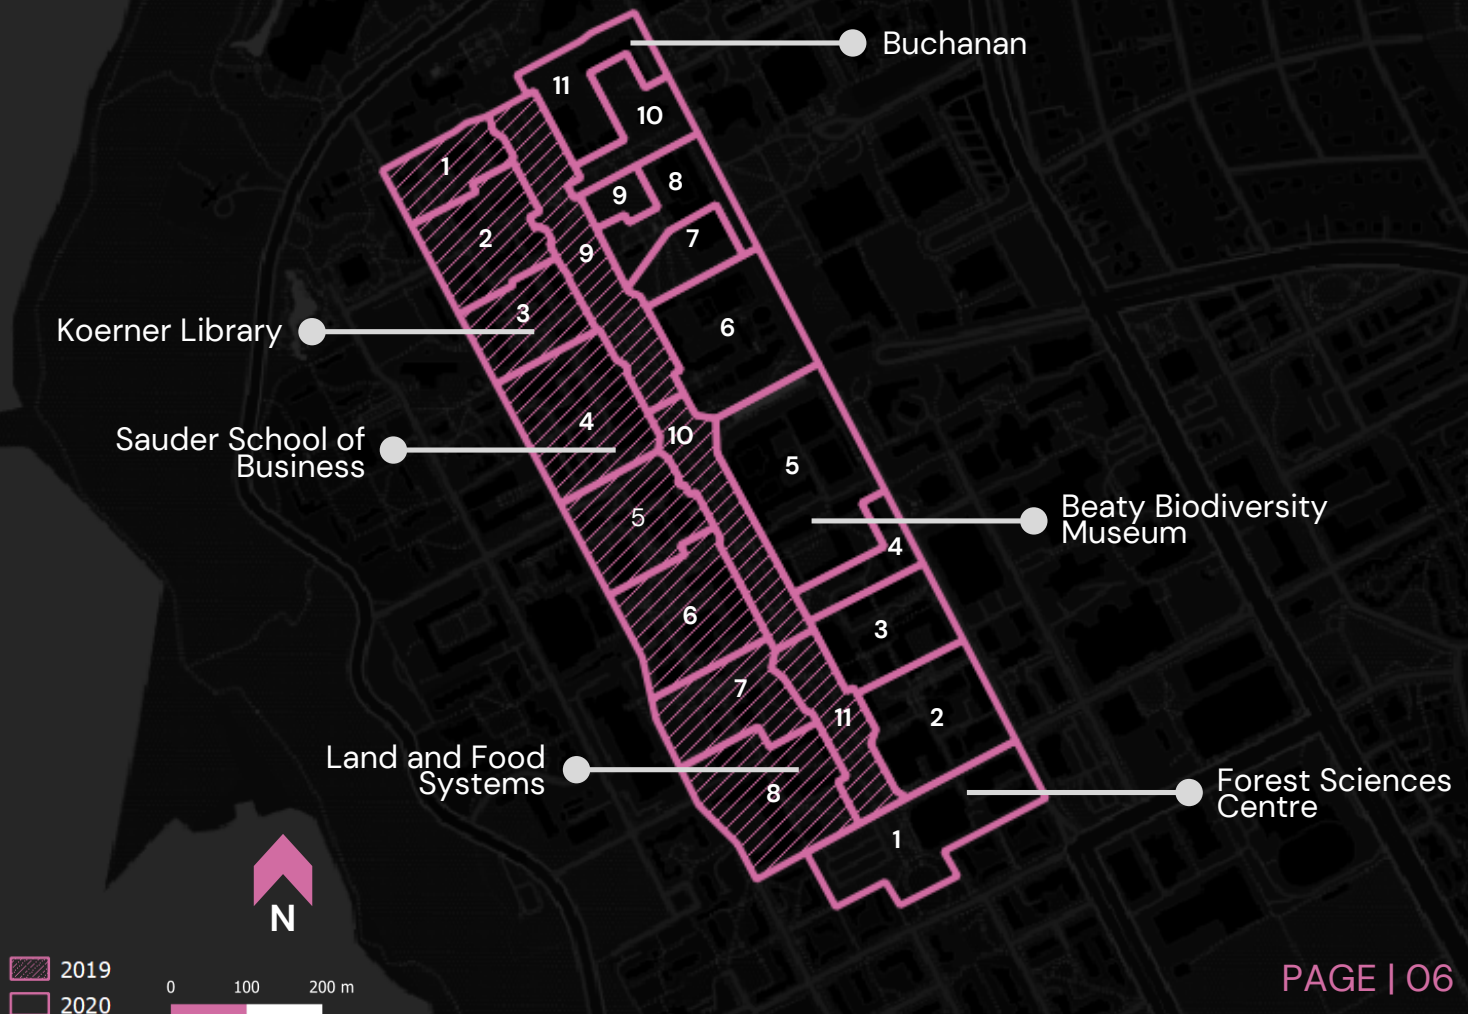 Buchanan
11
10
1
8
9
2
7
9
3
6
Koerner Library
4
10
Sauder School of
Business
5
5
Beaty Biodiversity
Museum
4
6
3
7
11
2
Land and Food
Systems
8
Forest Sciences
Centre
1
N
2019
2020
0 100 200 m
PAGE | 06